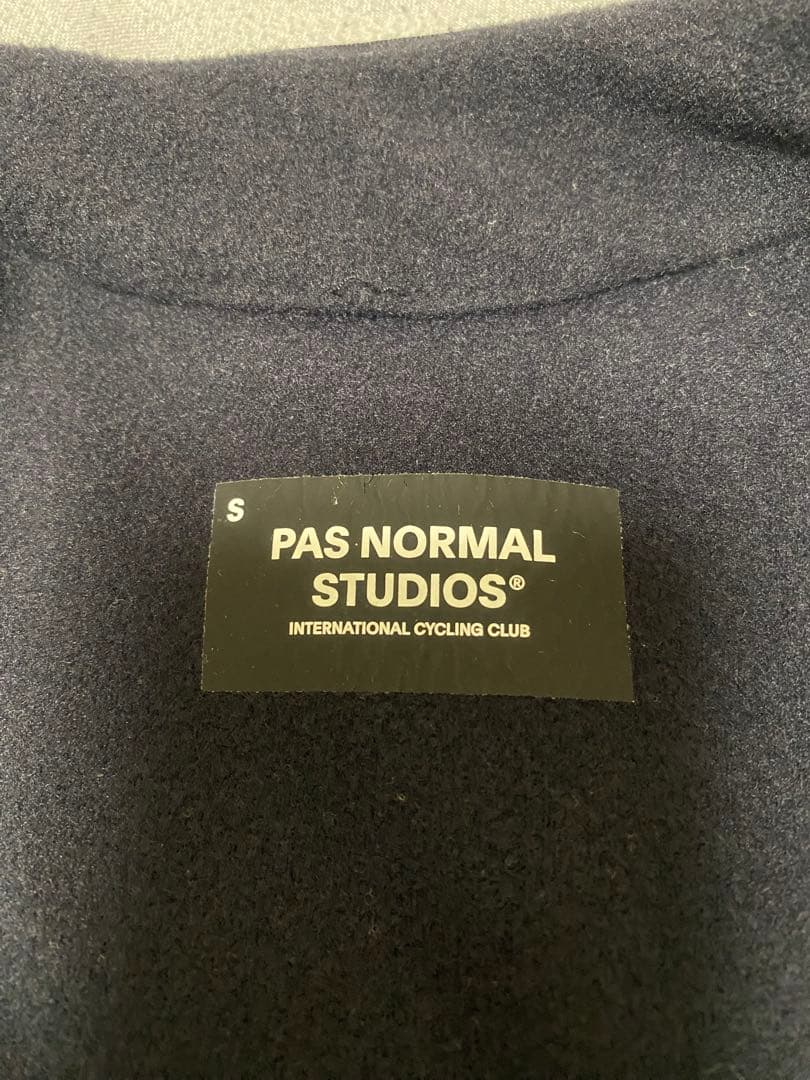 S
PAS NORMAL
STUDIOS®
INTERNATIONAL CYCLING CLUB